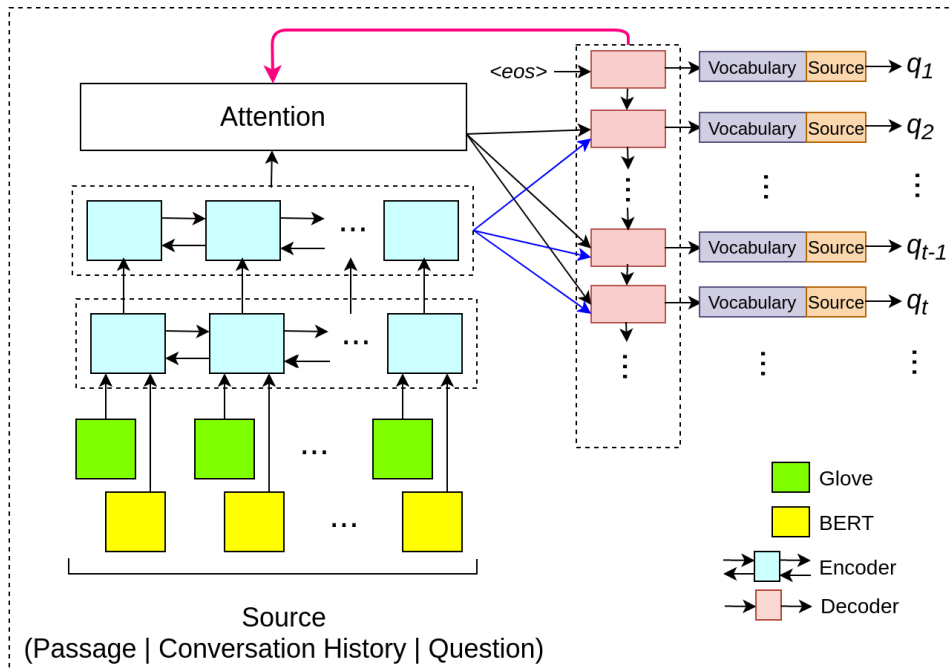 <eos>
Vocabulary Source q1
Attention
Vocabulary Source q2
...
Vocabulary Source qt-1
...
Vocabulary Source qt
...
...
Glove
BERT
...
Encoder
Decoder
Source
(Passage | Conversation History | Question)